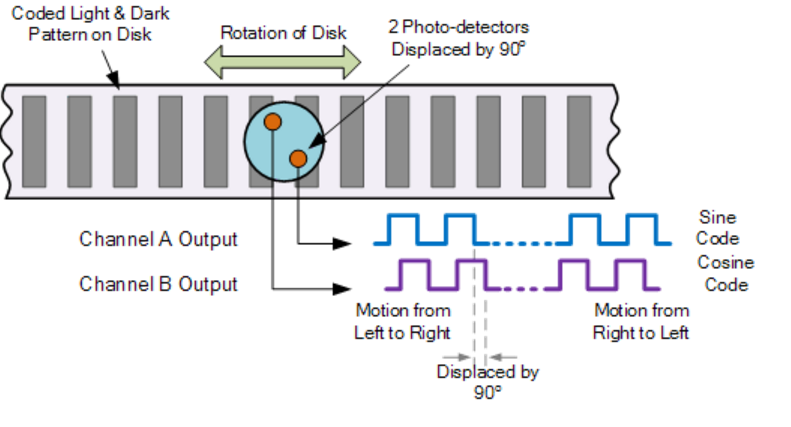 Coded Light & Dark
Pattern on Disk
Rotation of Disk
2 Photo-detectors
Displaced by 90°
Channel A Output
Sine
Code
Channel B Output
Cosine
Code
Motion from
Left to Right
Motion from
Right to Left
Displaced by
90°